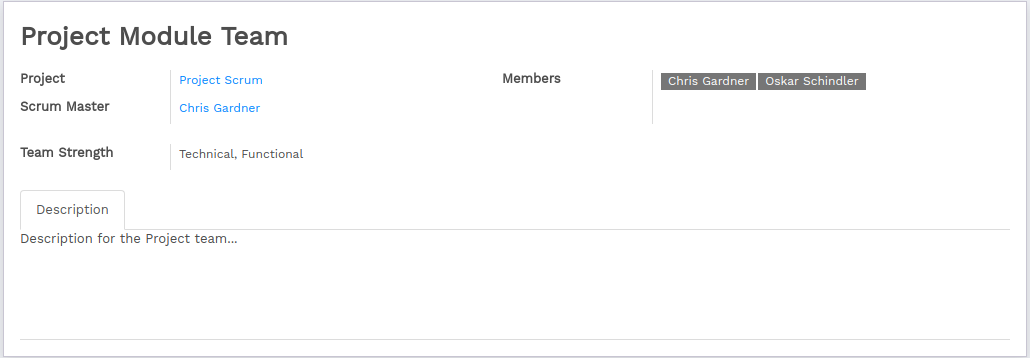 Project Module Team
Project Project Scrum Members Chris Gardner Oskar Schindler
Scrum Master Chris Gardner
Team Strength Technical, Functional
Description
Description for the Project team...